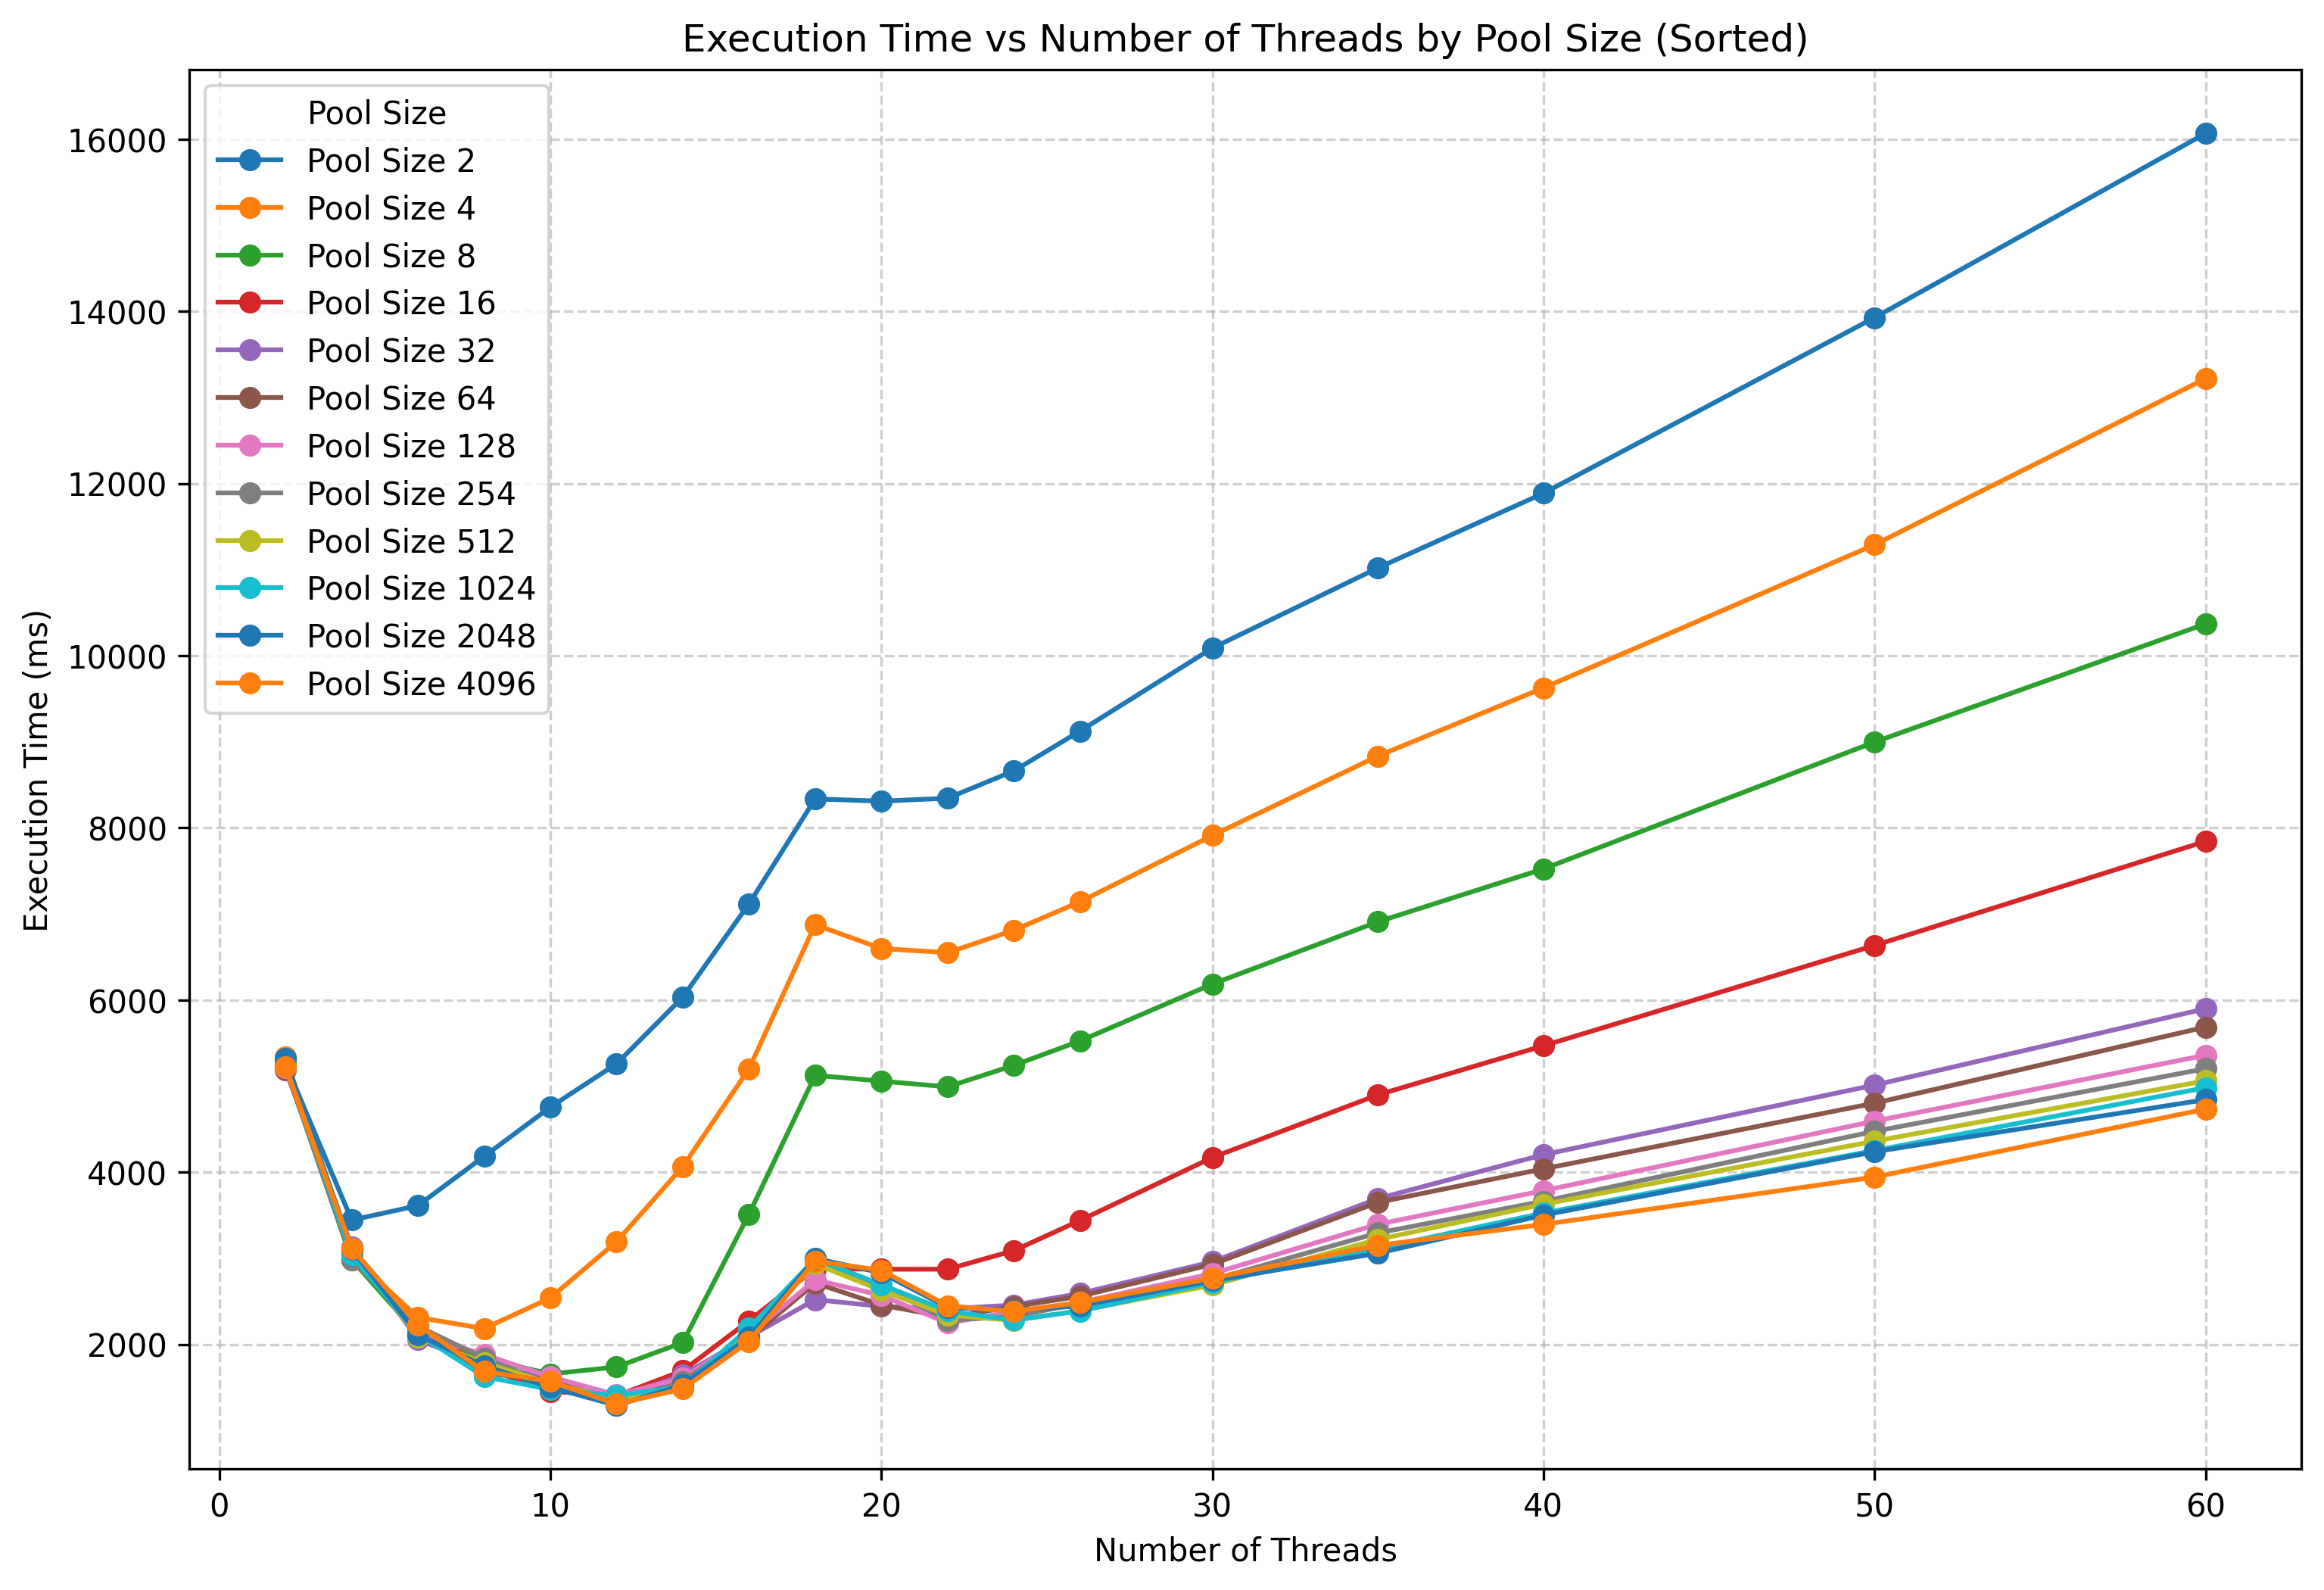 Execution Time vs Number of Threads by Pool Size (Sorted)
Pool Size
Pool Size 2
Pool Size 4
Pool Size 8
Pool Size 16
Pool Size 32
Pool Size 64
Pool Size 128
Pool Size 254
Pool Size 512
Pool Size 1024
Pool Size 2048
Pool Size 4096
Execution Time (ms)
16000
14000
12000
10000
8000
6000
4000
2000
0 10 20 30 40 50 60
Number of Threads